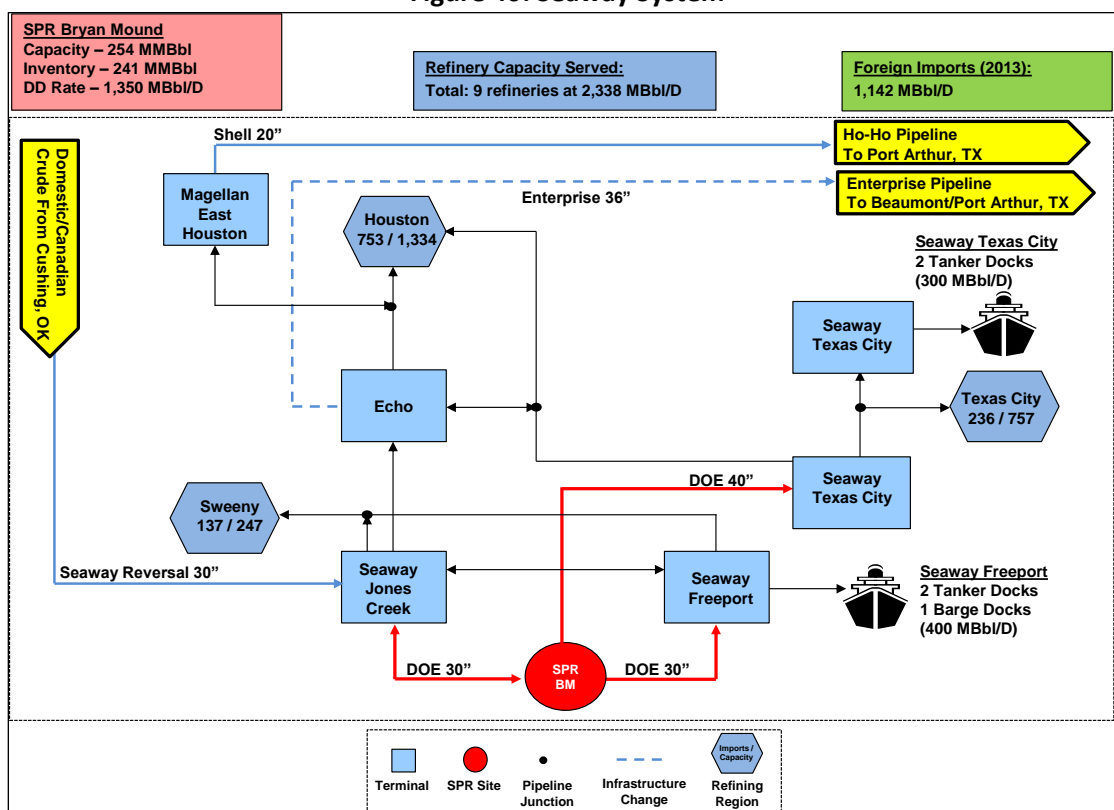 Figure 40. Seaway System
SPR Bryan Mound
Capacity – 254 MMBbl
Inventory – 241 MMBbl
DD Rate – 1,350 MBbl/D
Refinery Capacity Served:
Total: 9 refineries at 2,338 MBbl/D
Foreign Imports (2013):
1,142 MBbl/D
Domestic/Canadian
Crude From Cushing, OK
Shell 20”
Ho-Ho Pipeline
To Port Arthur, TX
Enterprise Pipeline
To Beaumont/Port Arthur, TX
Enterprise 36”
Magellan
East
Houston
Houston
753 / 1,334
Seaway Texas City
2 Tanker Docks
(300 MBbl/D)
Seaway
Texas City
Texas City
236 / 757
Echo
Seaway
Texas City
DOE 40”
Sweeny
137 / 247
Seaway Reversal 30”
Seaway
Jones
Creek
Seaway
Freeport
Seaway Freeport
2 Tanker Docks
1 Barge Docks
(400 MBbl/D)
DOE 30”
SPR
BM
DOE 30”
Terminal
SPR Site
Pipeline
Junction
Infrastructure
Change
Imports /
Capacity
Refining
Region